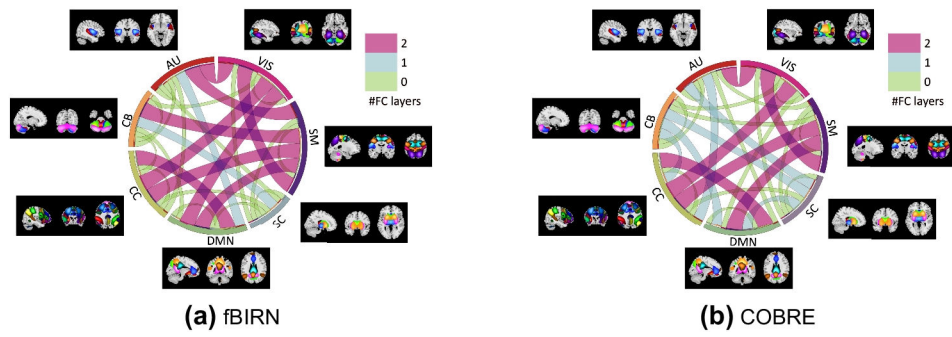 AU
VIS
2
1
0
#FC layers
CB
SM
CC
SC
DMN
(a) fBIRN
AU
VIS
2
1
0
#FC layers
CB
SM
CC
SC
DMN
(b) COBRE